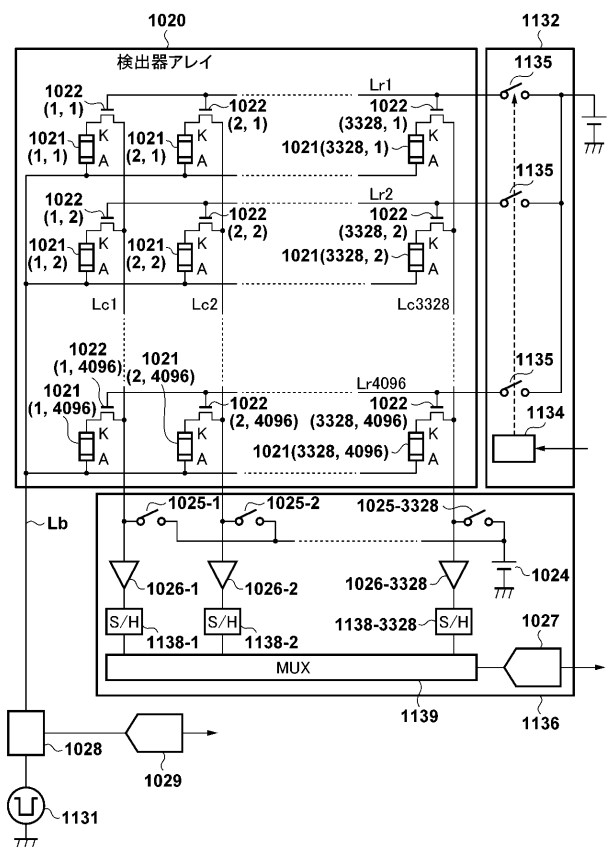 1020
1132
検出器アレイ
1135
Lr1
1022
(1, 1)
1022
(2, 1)
1022
(3328, 1)
1021
(1, 1)
K
A
1021
(2, 1)
K
A
1021(3328, 1)
K
A
1135
Lr2
1022
(1, 2)
1022
(2, 2)
1022
(3328, 2)
1021
(1, 2)
K
A
1021
(2, 2)
K
A
1021(3328, 2)
K
A
Lc1
Lc2
Lc3328
1135
1022
(1, 4096)
1021
(2, 4096)
Lr4096
1021
(1, 4096)
1022
(2, 4096)
1022
(3328, 4096)
1134
K
A
K
A
1021(3328, 4096)
K
A
Lb
1025-1
1025-2
1025-3328
1024
1026-1
1026-2
1026-3328
S/H
S/H
S/H
1138-1
1138-2
1138-3328
1027
MUX
1139
1136
1028
1029
1131